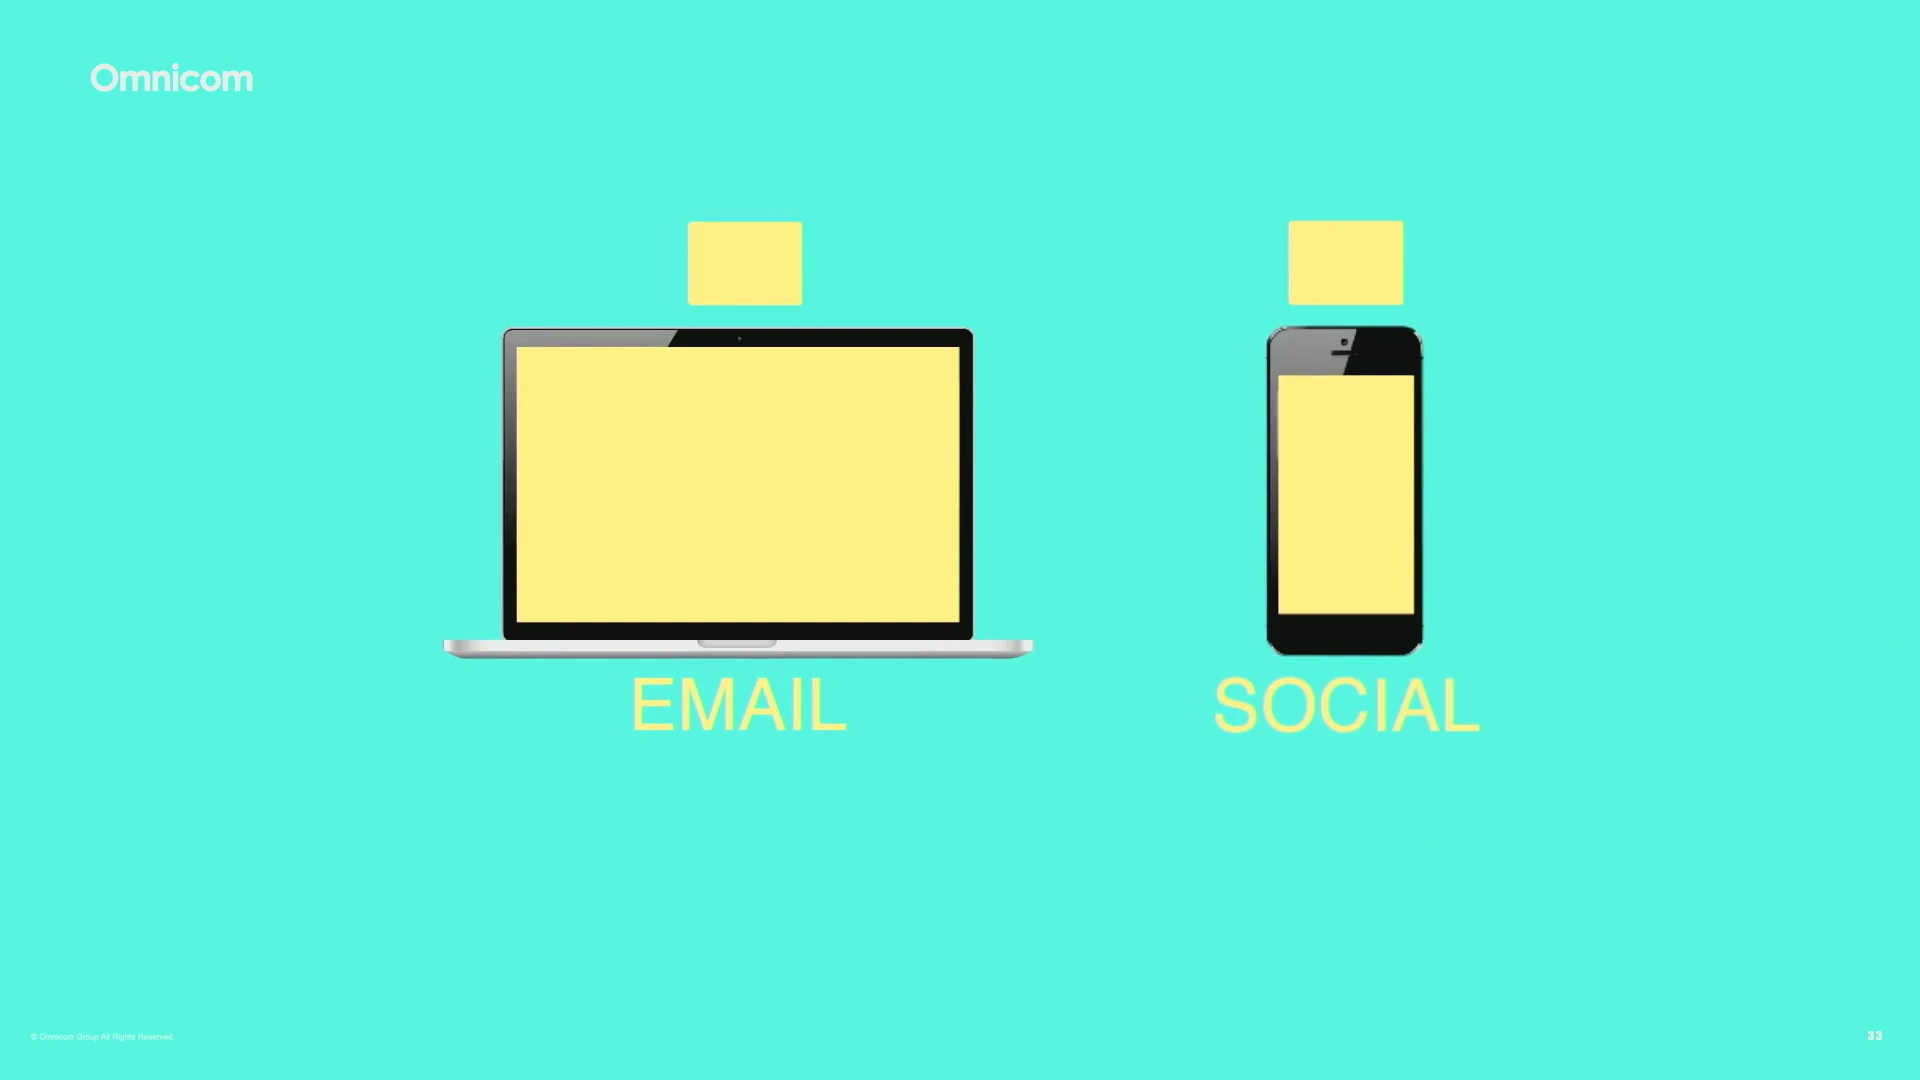 Omnicom
EMAIL
SOCIAL
© Omnicom Group All Rights Reserved.
33